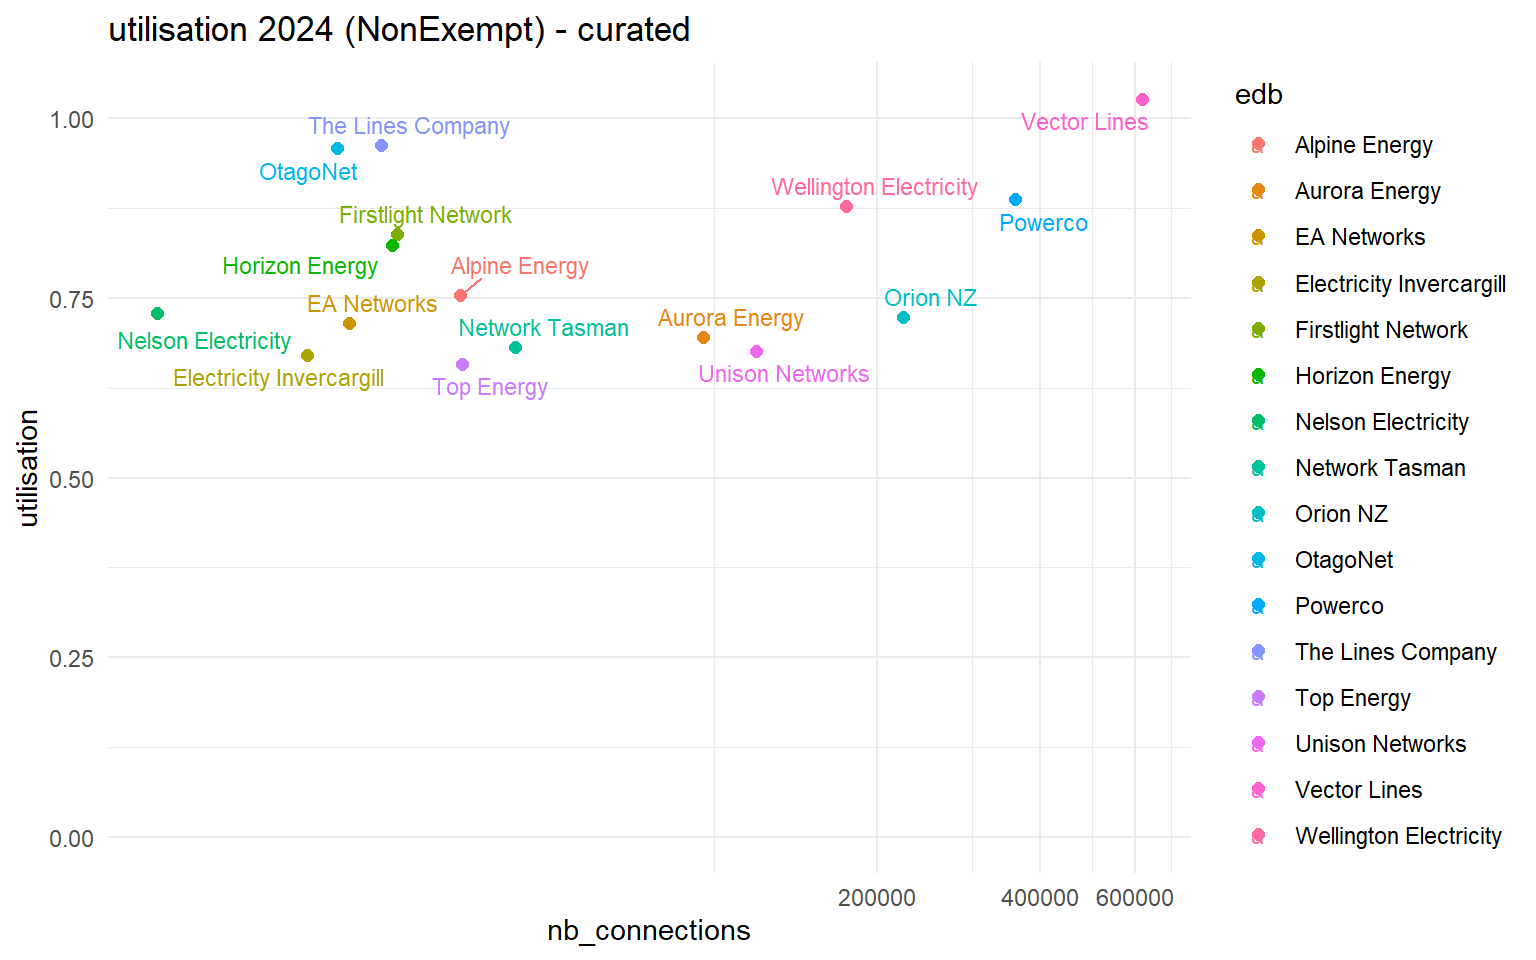 utilisation 2024 (NonExempt) - curated
utilisation
1.00
0.75
0.50
0.25
0.00
The Lines Company
OtagoNet
Vector Lines
Wellington Electricity
Powerco
Firstlight Network
Horizon Energy
Alpine Energy
EA Networks
Orion NZ
Nelson Electricity
Network Tasman
Aurora Energy
Electricity Invercargill
Top Energy
Unison Networks
200000
400000
600000
nb_connections
edb
a Alpine Energy
a Aurora Energy
a EA Networks
a Electricity Invercargill
a Firstlight Network
a Horizon Energy
a Nelson Electricity
a Network Tasman
a Orion NZ
a OtagoNet
a Powerco
a The Lines Company
a Top Energy
a Unison Networks
a Vector Lines
a Wellington Electricity